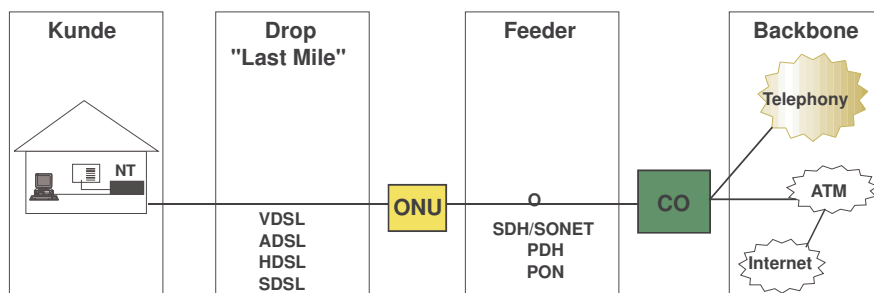 Kunde
Drop
"Last Mile"
Feeder
Backbone
Telephony
NT
ONU
O
CO
ATM
VDSL
ADSL
HDSL
SDSL
SDH/SONET
PDH
PON
Internet